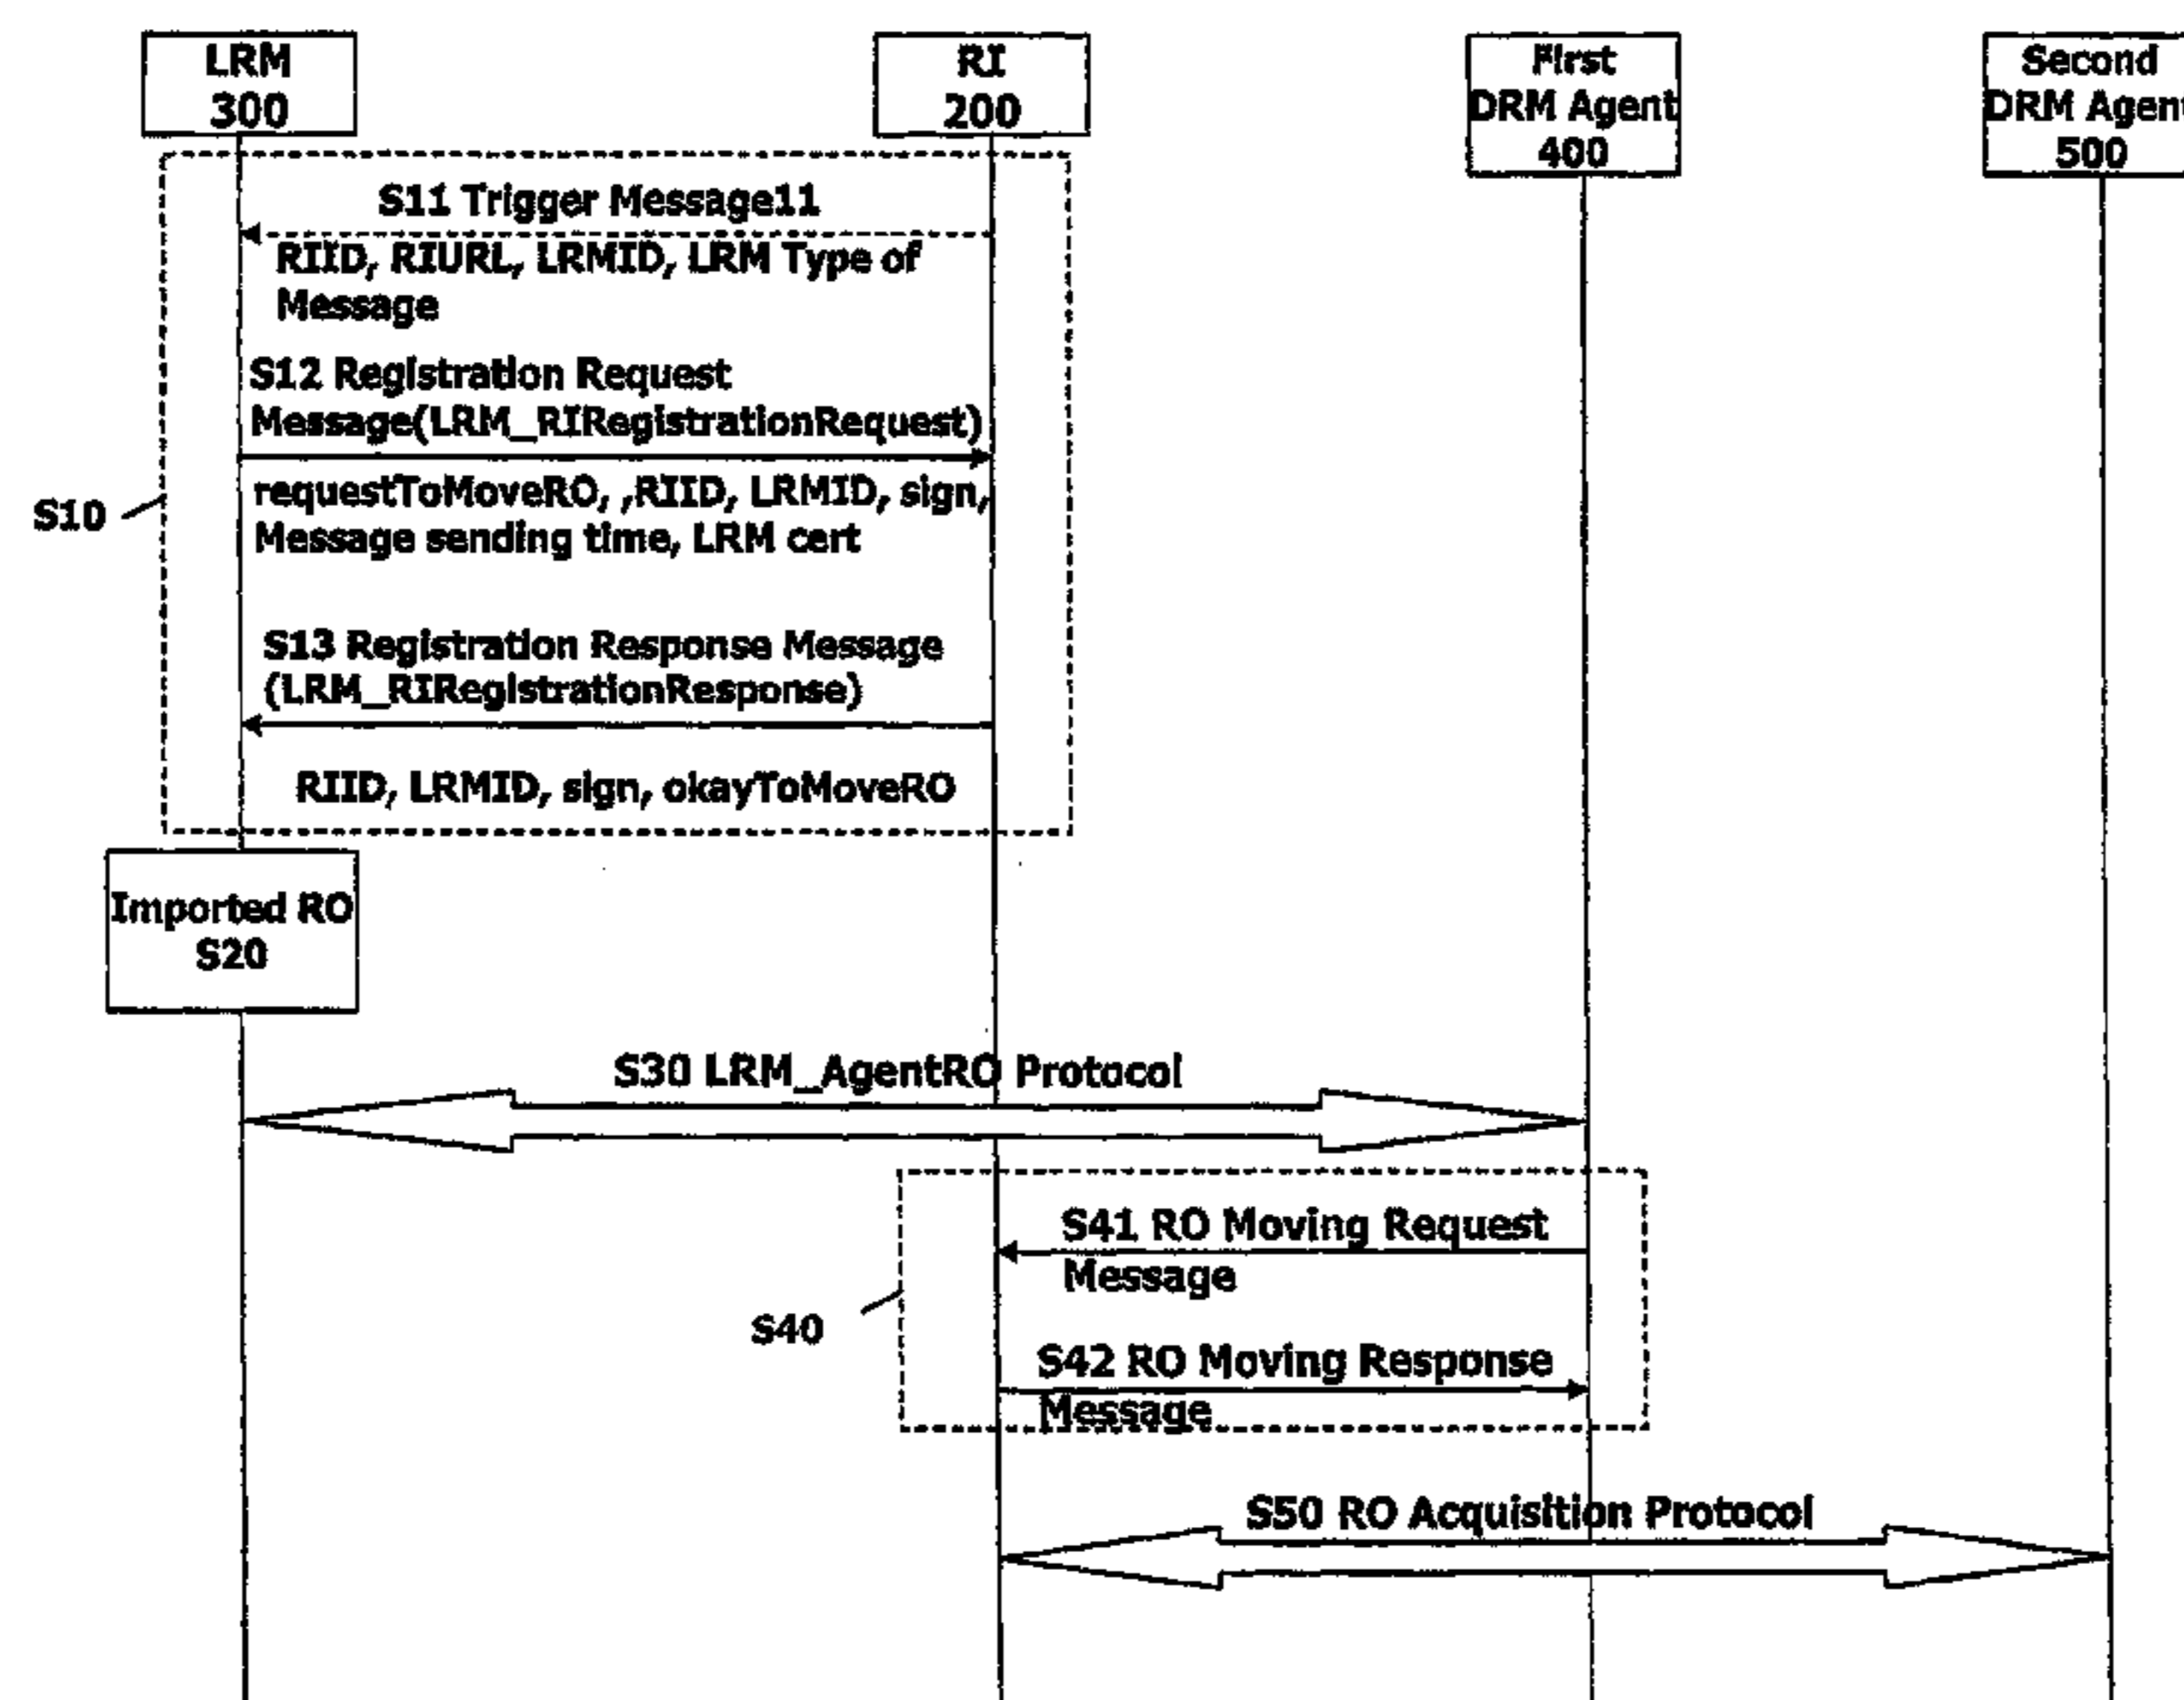 LRM
300
RI
200
First
DRM Agent
400
Second
DRM Agent
500
S11 Trigger Message11
RIID, RIURL, LRMID, LRM Type of
Message
S12 Registration Request
Message(LRM_RIRegistrationRequest)
S10
requestToMoveRO, ,RIID, LRMID, sign,
Message sending time, LRM cert
S13 Registration Response Message
(LRM_RIRegistrationResponse)
RIID, LRMID, sign, okayToMoveRO
Imported RO
S20
S30 LRM_AgentRO Protocol
S41 RO Moving Request
Message
S40
S42 RO Moving Response
Message
S50 RO Acquisition Protocol